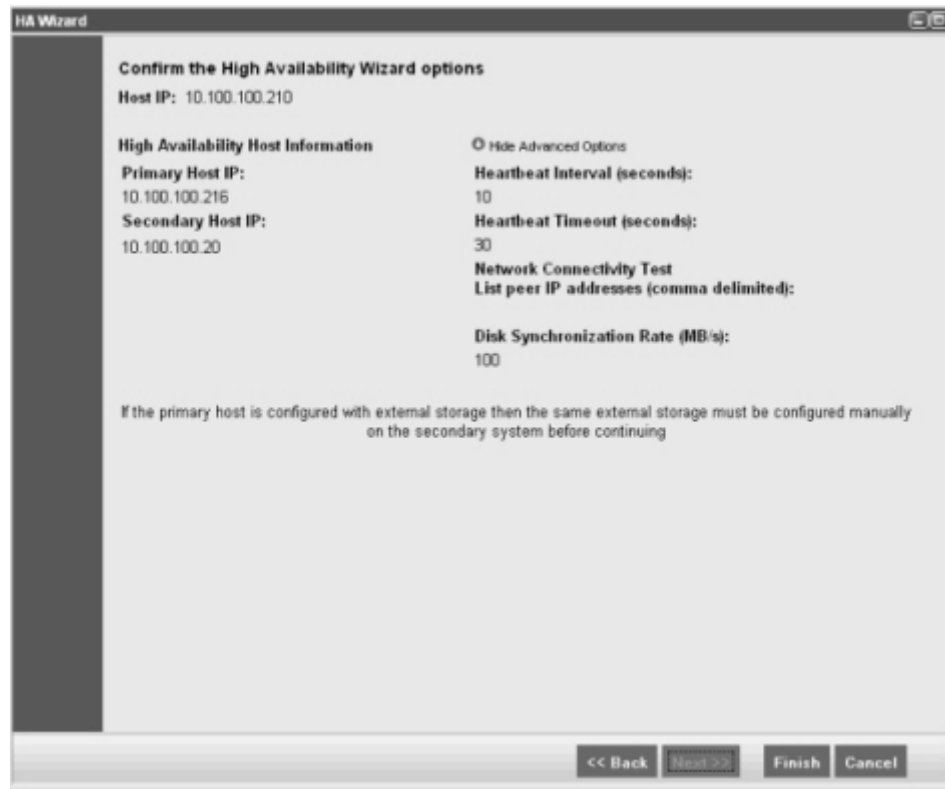 HA Wizard
Confirm the High Availability Wizard options
Host IP: 10.100.100.210
High Availability Host Information
Primary Host IP:
10.100.100.216
Secondary Host IP:
10.100.100.20
Hide Advanced Options
Heartbeat Interval (seconds):
10
Heartbeat Timeout (seconds):
30
Network Connectivity Test
List peer IP addresses (comma delimited):
Disk Synchronization Rate (MB/s):
100
If the primary host is configured with external storage then the same external storage must be configured manually
on the secondary system before continuing
<< Back
Next >>
Finish
Cancel